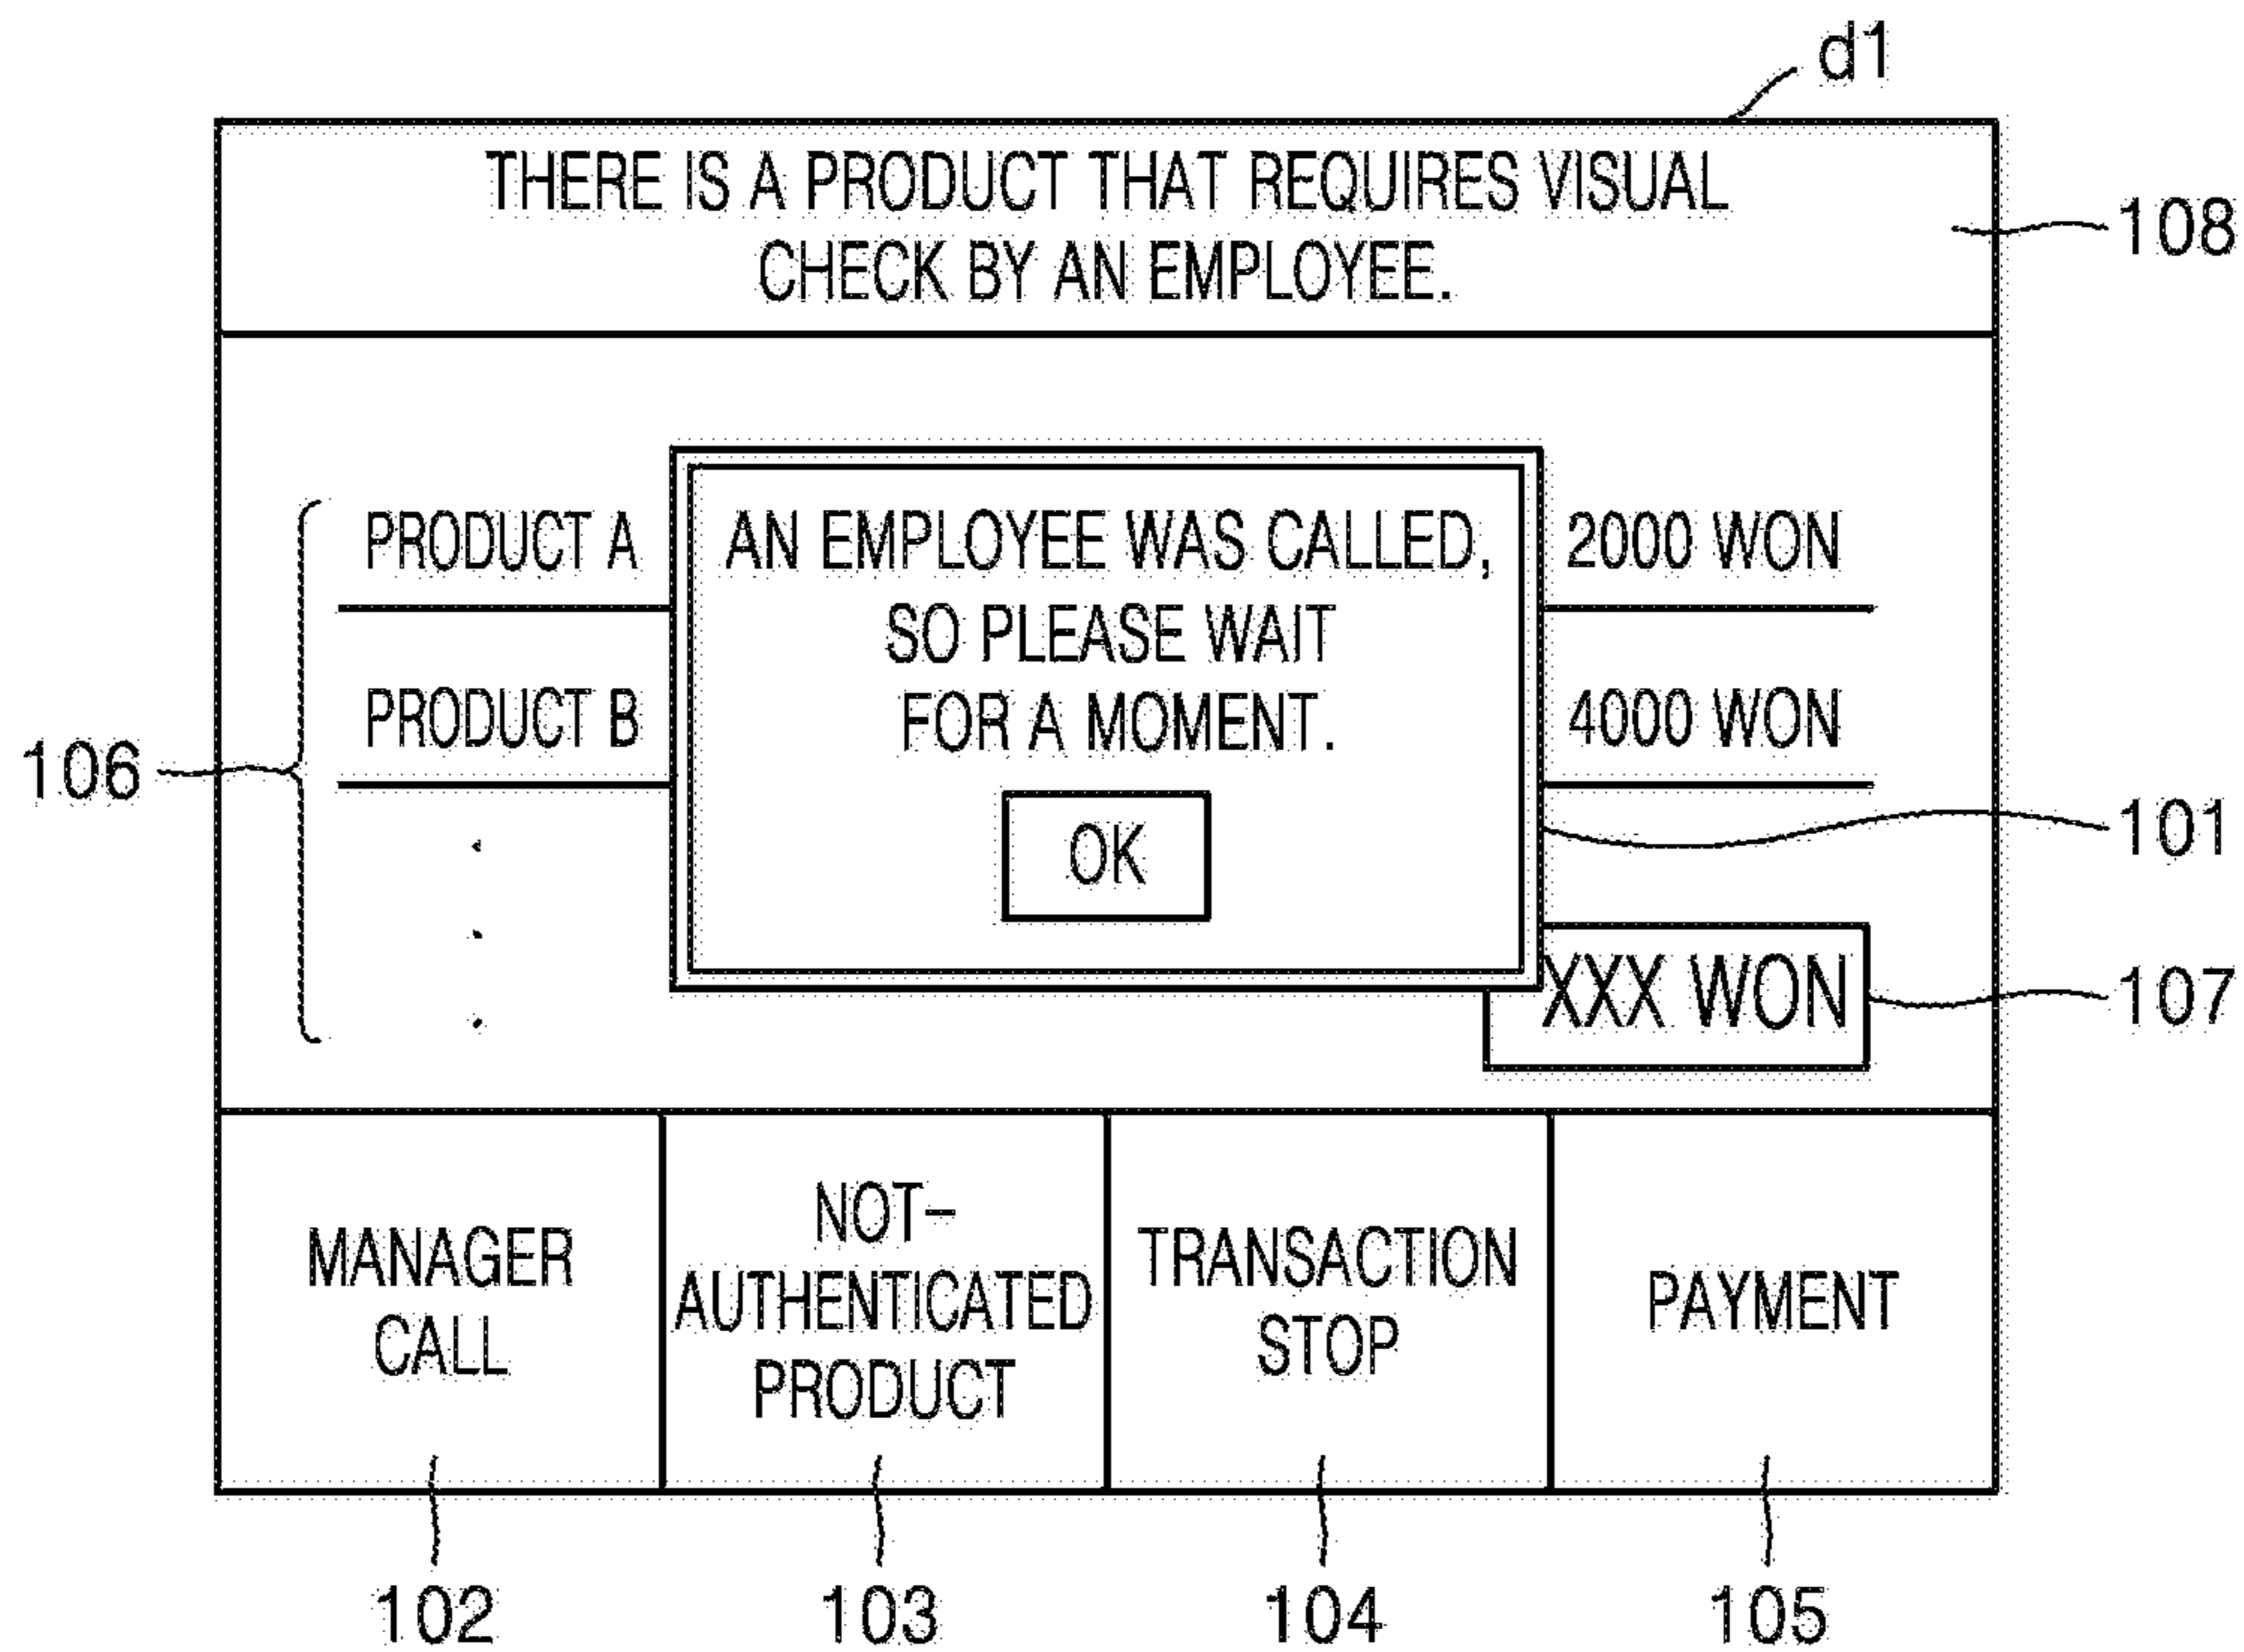 d1
THERE IS A PRODUCT THAT REQUIRES VISUAL
CHECK BY AN EMPLOYEE.
108
PRODUCT A
2000 WON
PRODUCT B
4000 WON
AN EMPLOYEE WAS CALLED,
SO PLEASE WAIT
FOR A MOMENT.
OK
106
101
XXX WON
107
MANAGER
CALL
NOT-
AUTHENTICATED
PRODUCT
TRANSACTION
STOP
PAYMENT
102
103
104
105